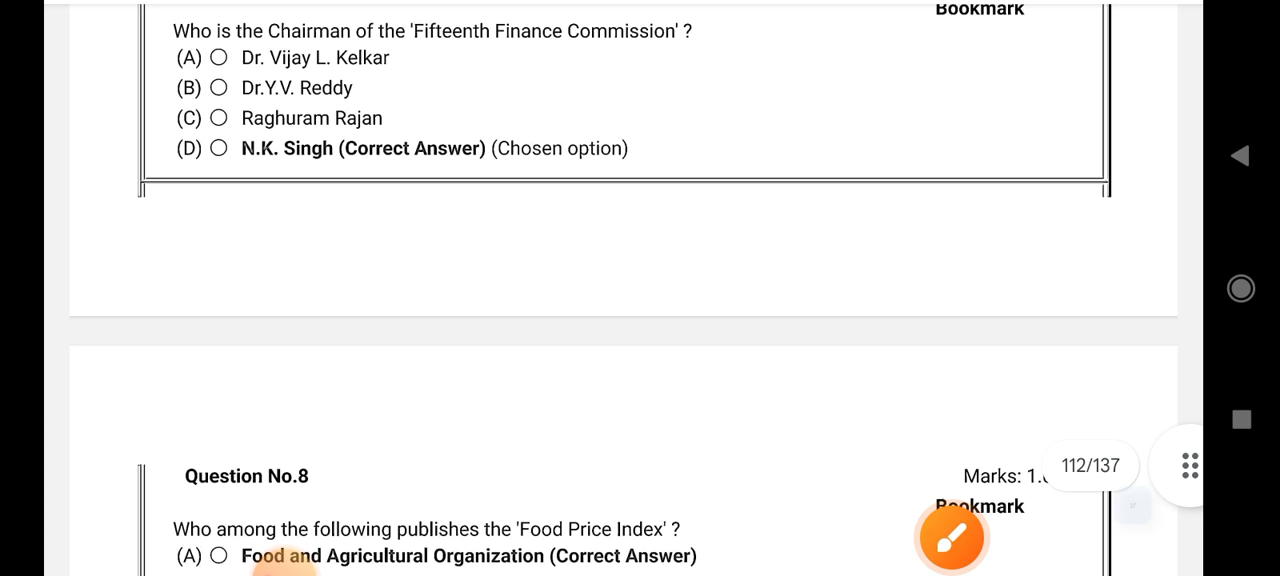 Bookmark
Who is the Chairman of the 'Fifteenth Finance Commission' ?
(A) Dr. Vijay L. Kelkar
(B) Dr.Y.V. Reddy
(C) Raghuram Rajan
(D) N.K. Singh (Correct Answer) (Chosen option)
Question No.8 Marks: 1.
112/137
Bookmark
Who among the following publishes the 'Food Price Index' ?
(A) Food and Agricultural Organization (Correct Answer)